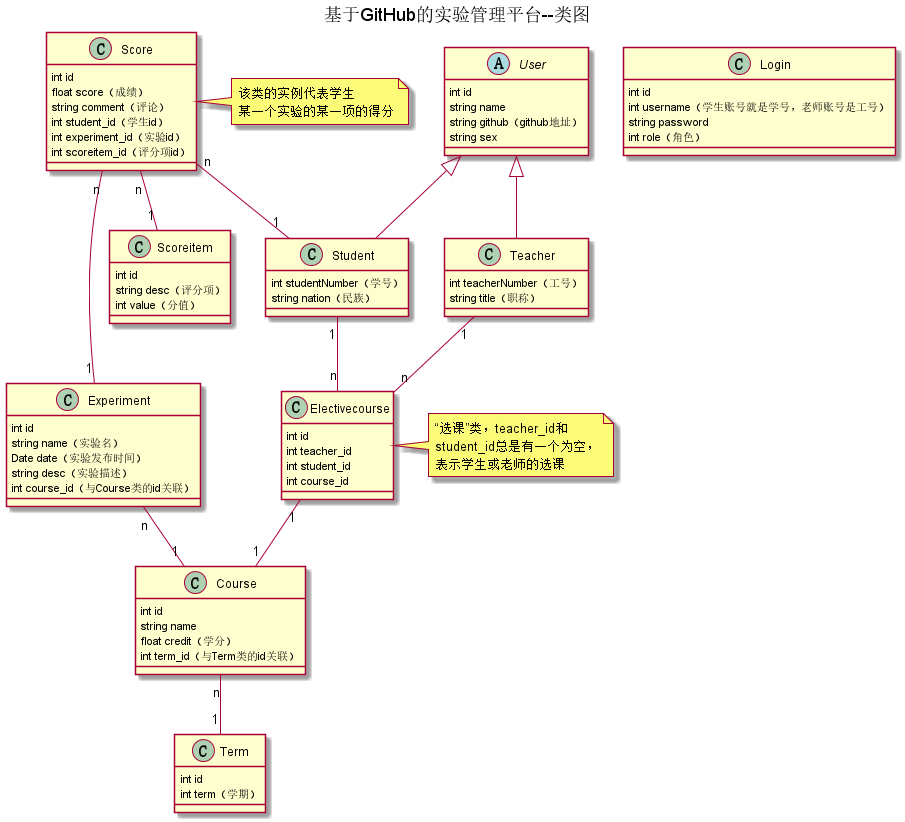 基于GitHub的实验管理平台--类图
C Score
int id
float score（成绩）
string comment（评论）
int student_id（学生id）
int experiment_id（实验id）
int scoreitem_id（评分项id）
该类的实例代表学生
某一个实验的某一项的得分
A User
int id
string name
string github（github地址）
string sex
C Login
int id
int username（学生账号就是学号，老师账号是工号）
string password
int role（角色）
n
n
n
1
1
1
C Scoreitem
int id
string desc（评分项）
int value（分值）
C Student
int studentNumber（学号）
string nation（民族）
C Teacher
int teacherNumber（工号）
string title（职称）
1
1
n
n
C Experiment
int id
string name（实验名）
Date date（实验发布时间）
string desc（实验描述）
int course_id（与Course类的id关联）
C Electivecourse
int id
int teacher_id
int student_id
int course_id
“选课”类，teacher_id和
student_id总是有一个为空，
表示学生或老师的选课
n
1
1
1
C Course
int id
string name
float credit（学分）
int term_id（与Term类的id关联）
n
1
C Term
int id
int term（学期）